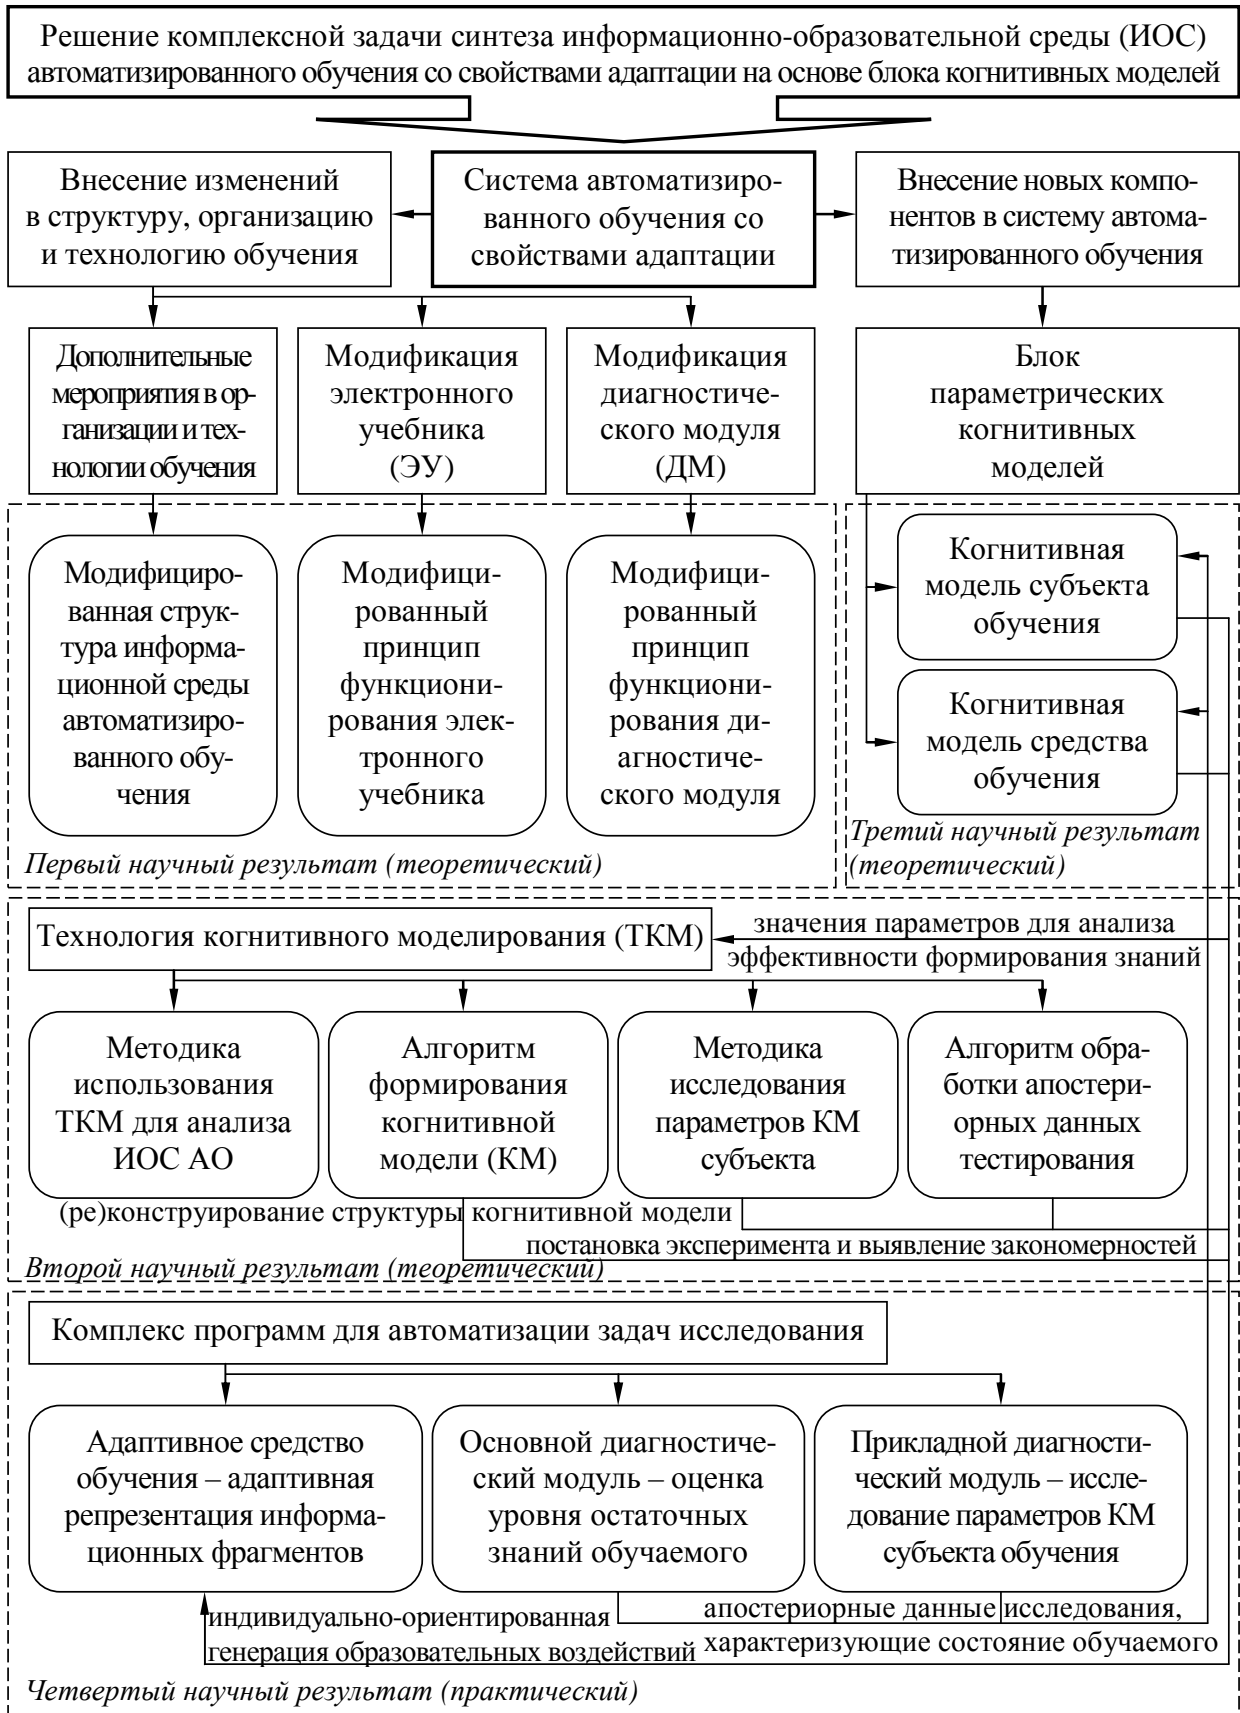 Решение комплексной задачи синтеза информационно-образовательной среды (ИОС)
автоматизированного обучения со свойствами адаптации на основе блока когнитивных моделей
Внесение изменений
в структуру, организацию
и технологию обучения
Система автоматизиро-
ванного обучения со
свойствами адаптации
Внесение новых компо-
нентов в систему автома-
тизированного обучения
Дополнительные
мероприятия в ор-
ганизации и тех-
нологии обучения
Модификация
электронного
учебника
(ЭУ)
Модификация
диагностиче-
ского модуля
(ДМ)
Блок
параметрических
когнитивных
моделей
Модифициро-
ванная струк-
тура информа-
ционной среды
автоматизиро-
ванного обу-
чения
Модифици-
рованный
принцип
функциони-
рования элек-
тронного
учебника
Модифици-
рованный
принцип
функциони-
рования ди-
агностиче-
ского модуля
Когнитивная
модель субъекта
обучения
Когнитивная
модель средства
обучения
Первый научный результат (теоретический)
Третий научный результат
(теоретический)
Технология когнитивного моделирования (ТКМ)
значения параметров для анализа
эффективности формирования знаний
Методика
использования
ТКМ для анализа
ИОС АО
Алгоритм
формирования
когнитивной
модели (КМ)
Методика
исследования
параметров КМ
субъекта
Алгоритм обра-
ботки апостери-
орных данных
тестирования
(ре)конструирование структуры когнитивной модели
постановка эксперимента и выявление закономерностей
Второй научный результат (теоретический)
Комплекс программ для автоматизации задач исследования
Адаптивное средство
обучения – адаптивная
репрезентация информа-
ционных фрагментов
Основной диагностиче-
ский модуль – оценка
уровня остаточных
знаний обучаемого
Прикладной диагности-
ческий модуль – иссле-
дование параметров КМ
субъекта обучения
индивидуально-ориентированная
генерация образовательных воздействий
апостериорные данные исследования,
характеризующие состояние обучаемого
Четвертый научный результат (практический)